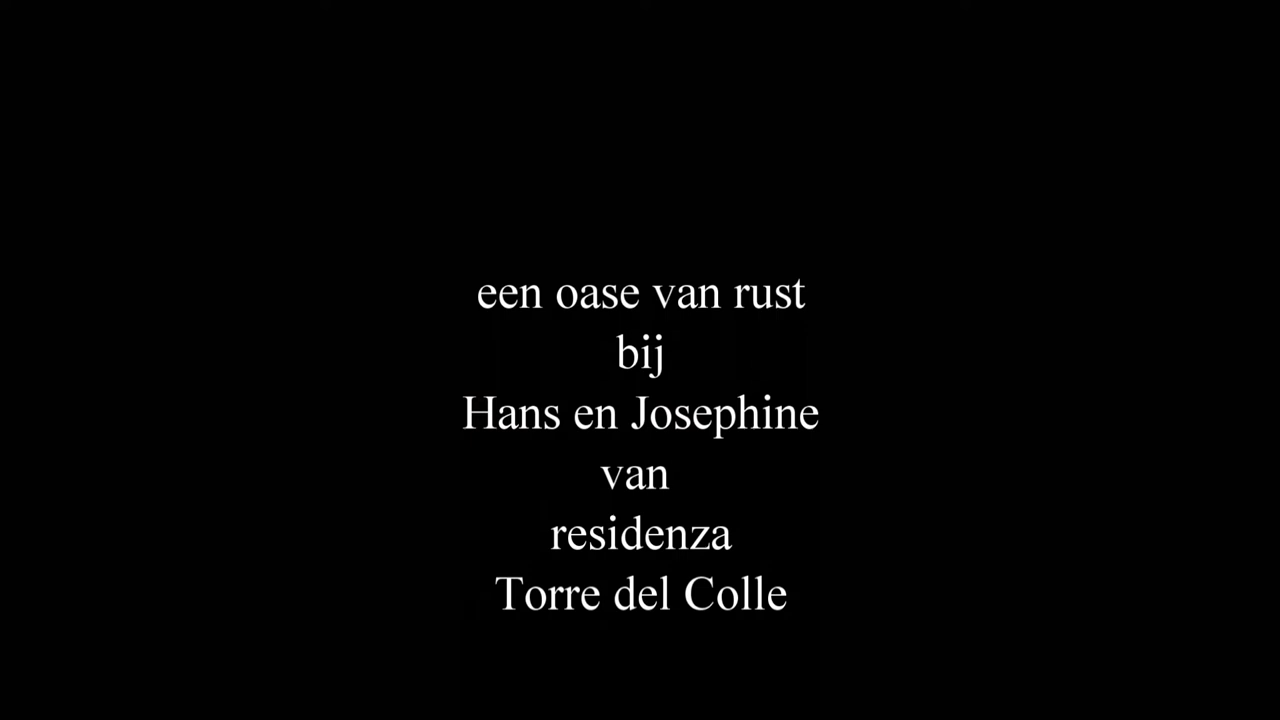 een oase van rust
bij
Hans en Josephine
van
residenza
Torre del Colle